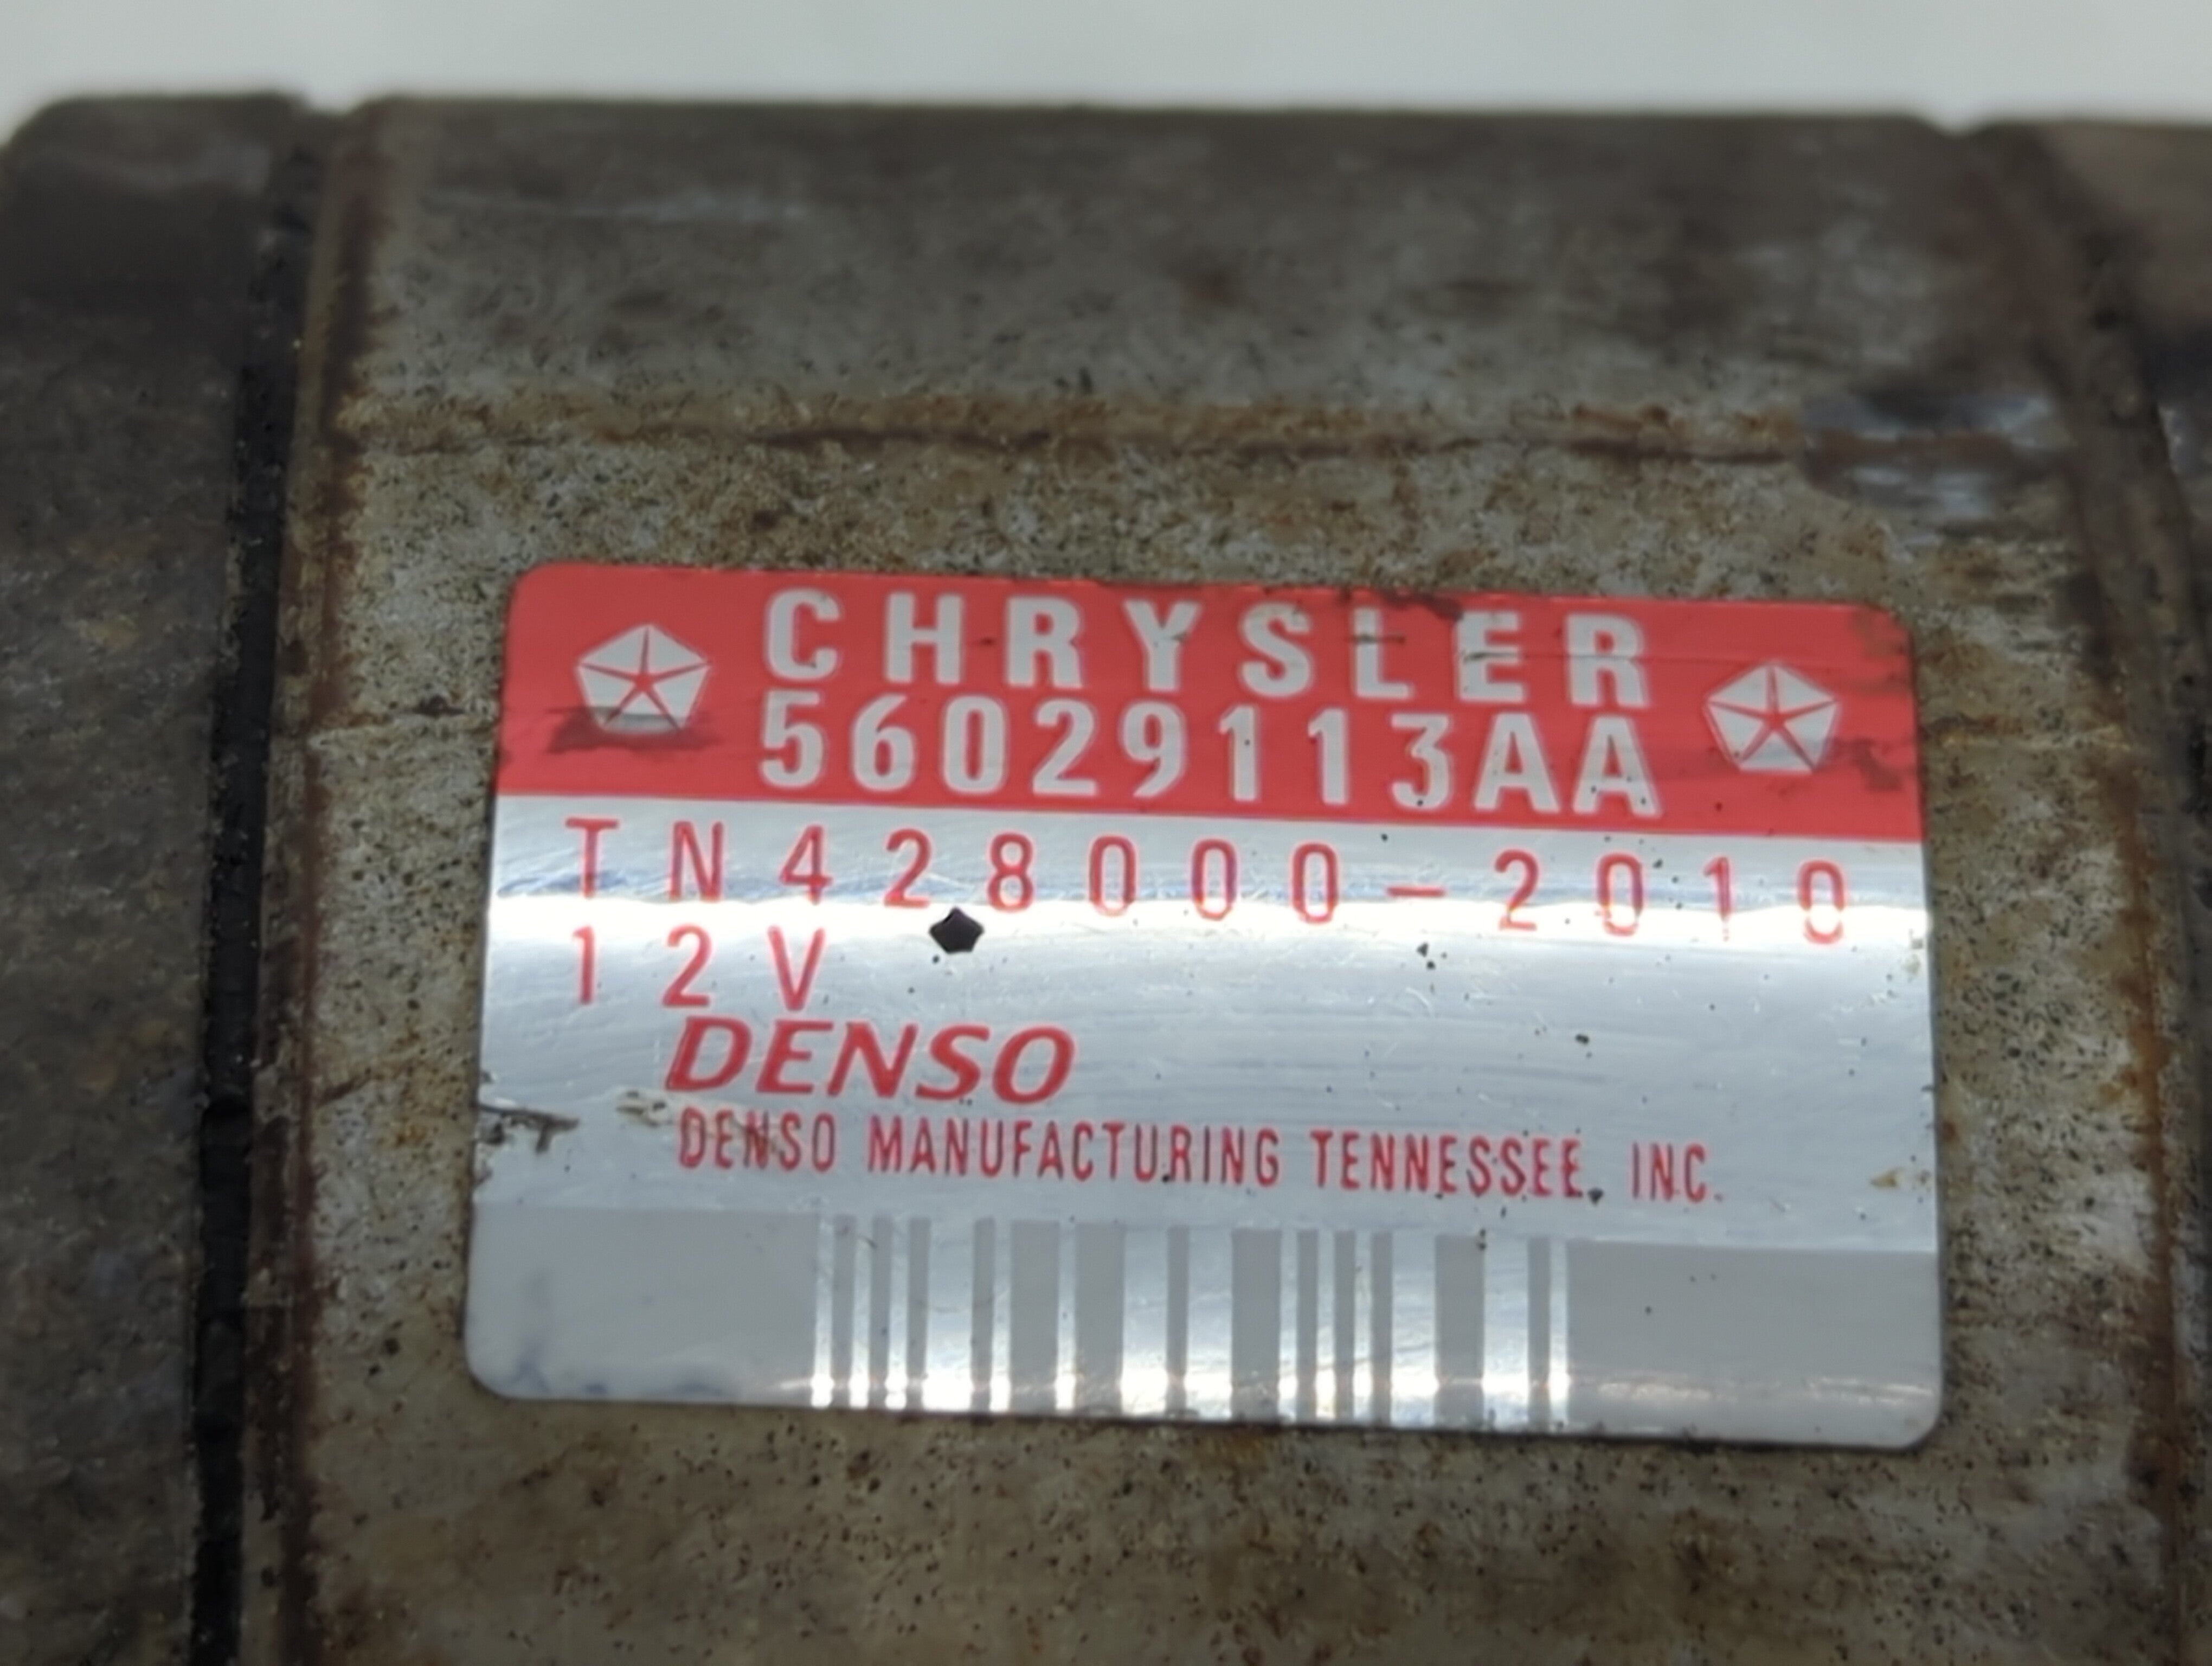 CHRYSLER
56029113AA
TN428000-2010
12V
DENSO
DENSO MANUFACTURING TENNESSEE, INC.